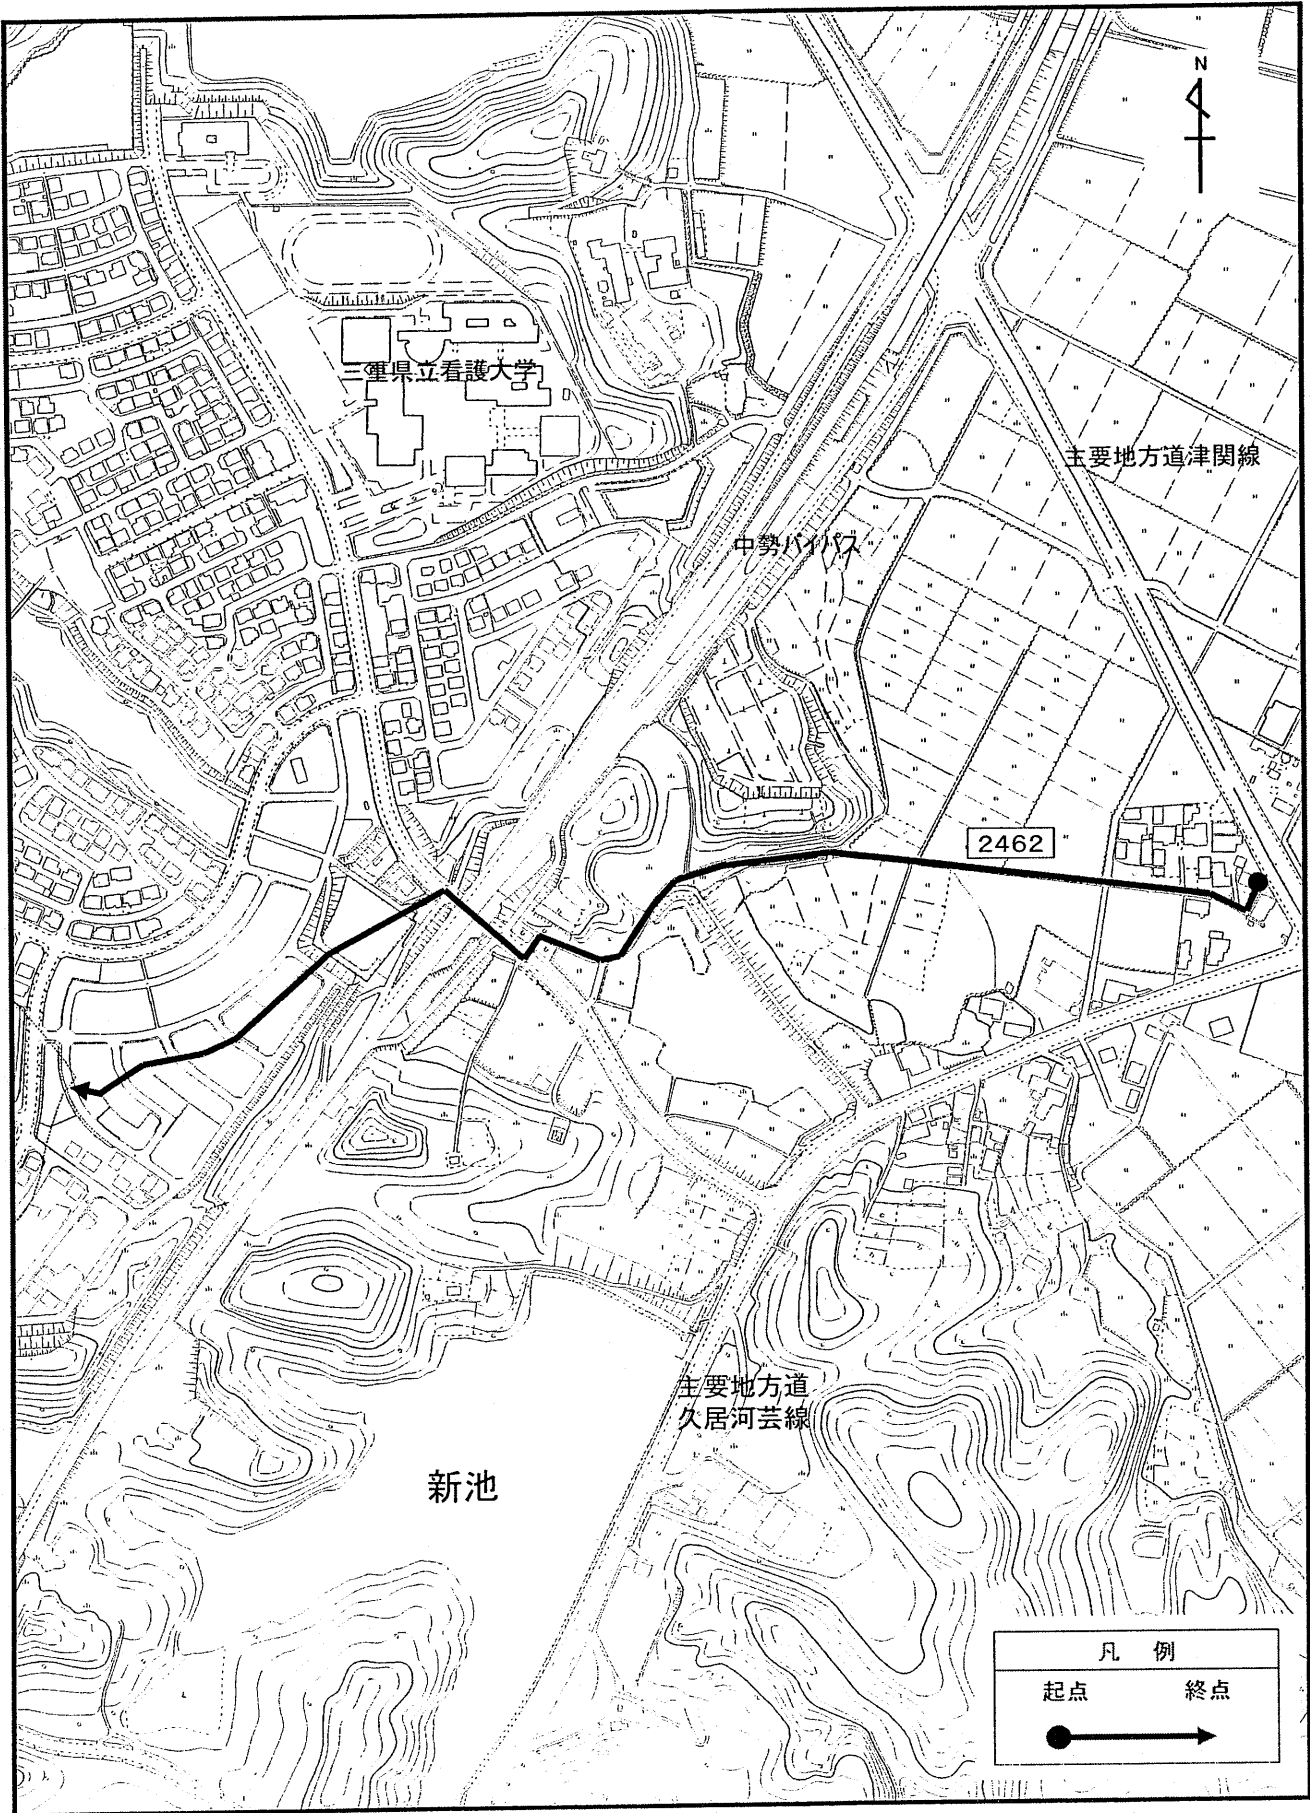 N
三重県立看護大学
主要地方道津関線
中勢バイパス
2462
主要地方道
久居河芸線
新池
凡 例
起点 終点